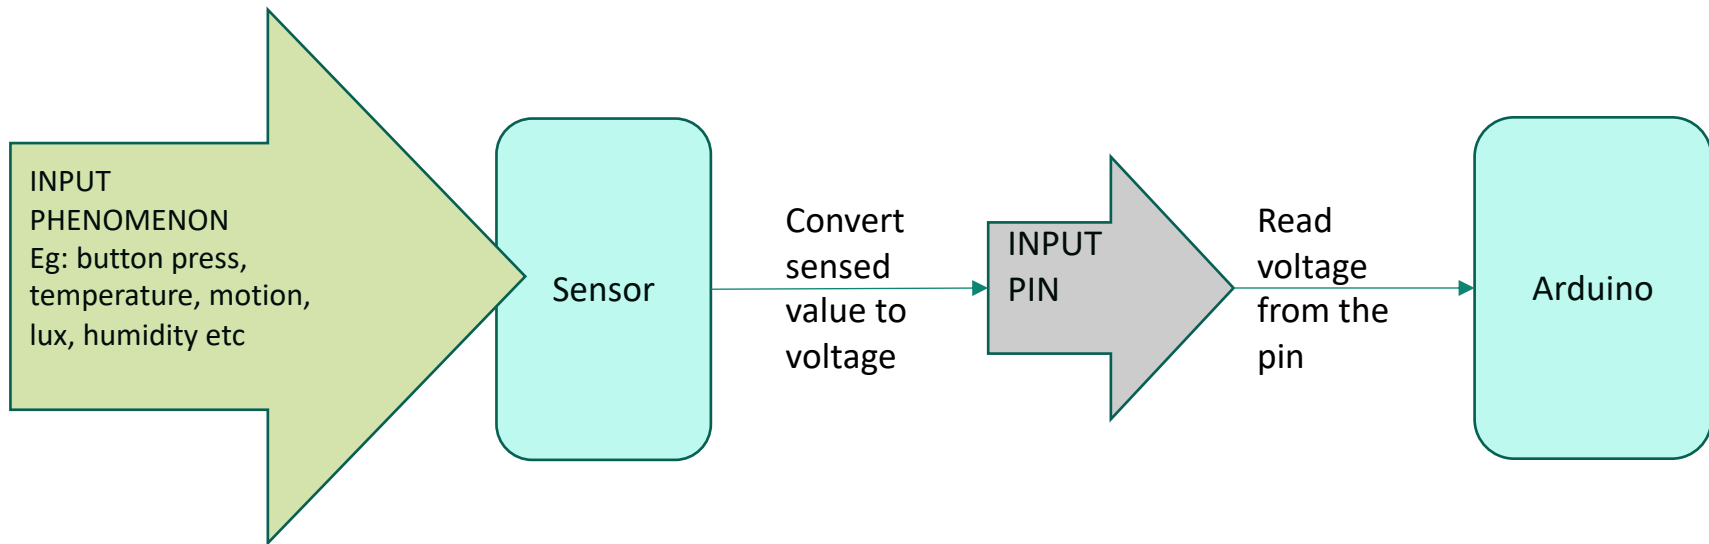 INPUT
PHENOMENON
Eg: button press,
temperature, motion,
lux, humidity etc
Sensor
Convert
sensed
value to
voltage
INPUT
PIN
Read
voltage
from the
pin
Arduino